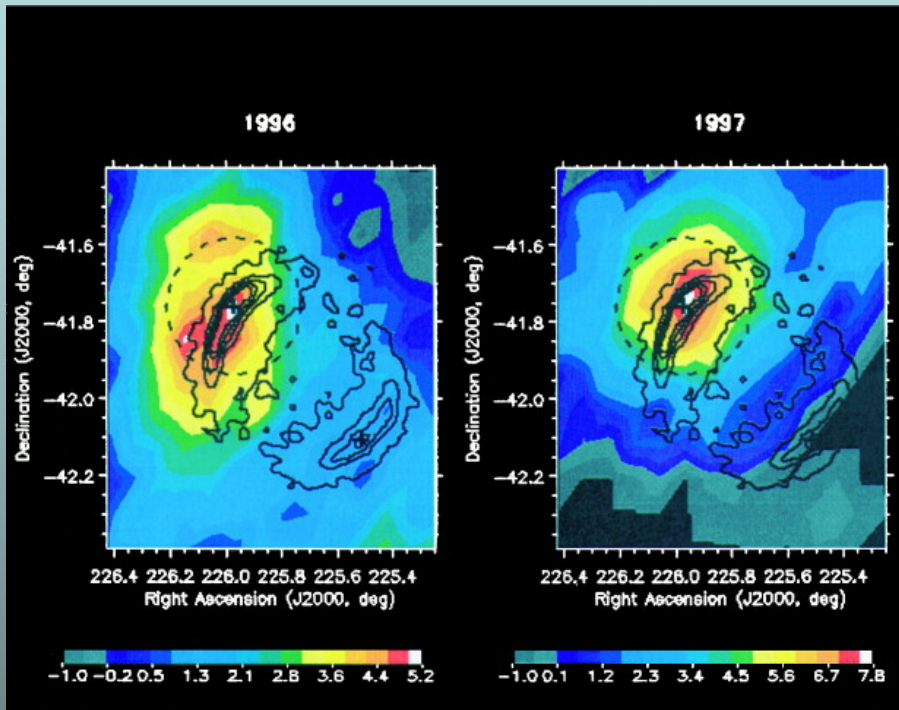 1996
1997
−41.6
−41.8
−42.0
−42.2
Declination (J2000, deg)
226.4 226.2 226.0 225.8 225.6 225.4
Right Ascension (J2000, deg)
−41.6
−41.8
−42.0
−42.2
Declination (J2000, deg)
226.4 226.2 226.0 225.8 225.6 225.4
Right Ascension (J2000, deg)
−1.0 −0.2 0.5 1.3 2.1 2.8 3.6 4.4 5.2
−1.0 0.1 1.2 2.3 3.4 4.5 5.6 6.7 7.8